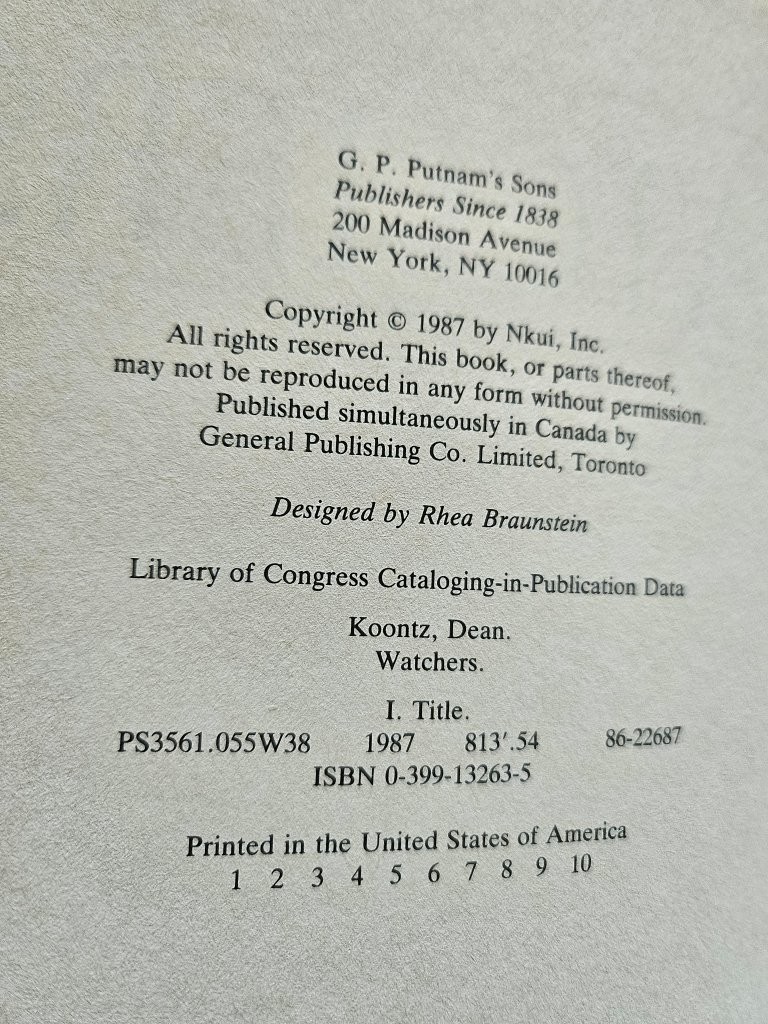 G. P. Putnam's Sons
Publishers Since 1838
200 Madison Avenue
New York, NY 10016
Copyright © 1987 by Nkui, Inc.
All rights reserved. This book, or parts thereof,
may not be reproduced in any form without permission.
Published simultaneously in Canada by
General Publishing Co. Limited, Toronto
Designed by Rhea Braunstein
Library of Congress Cataloging-in-Publication Data
Koontz, Dean.
Watchers.
I. Title.
PS3561.055W38 1987 813′.54 86-22687
ISBN 0-399-13263-5
Printed in the United States of America
1 2 3 4 5 6 7 8 9 10